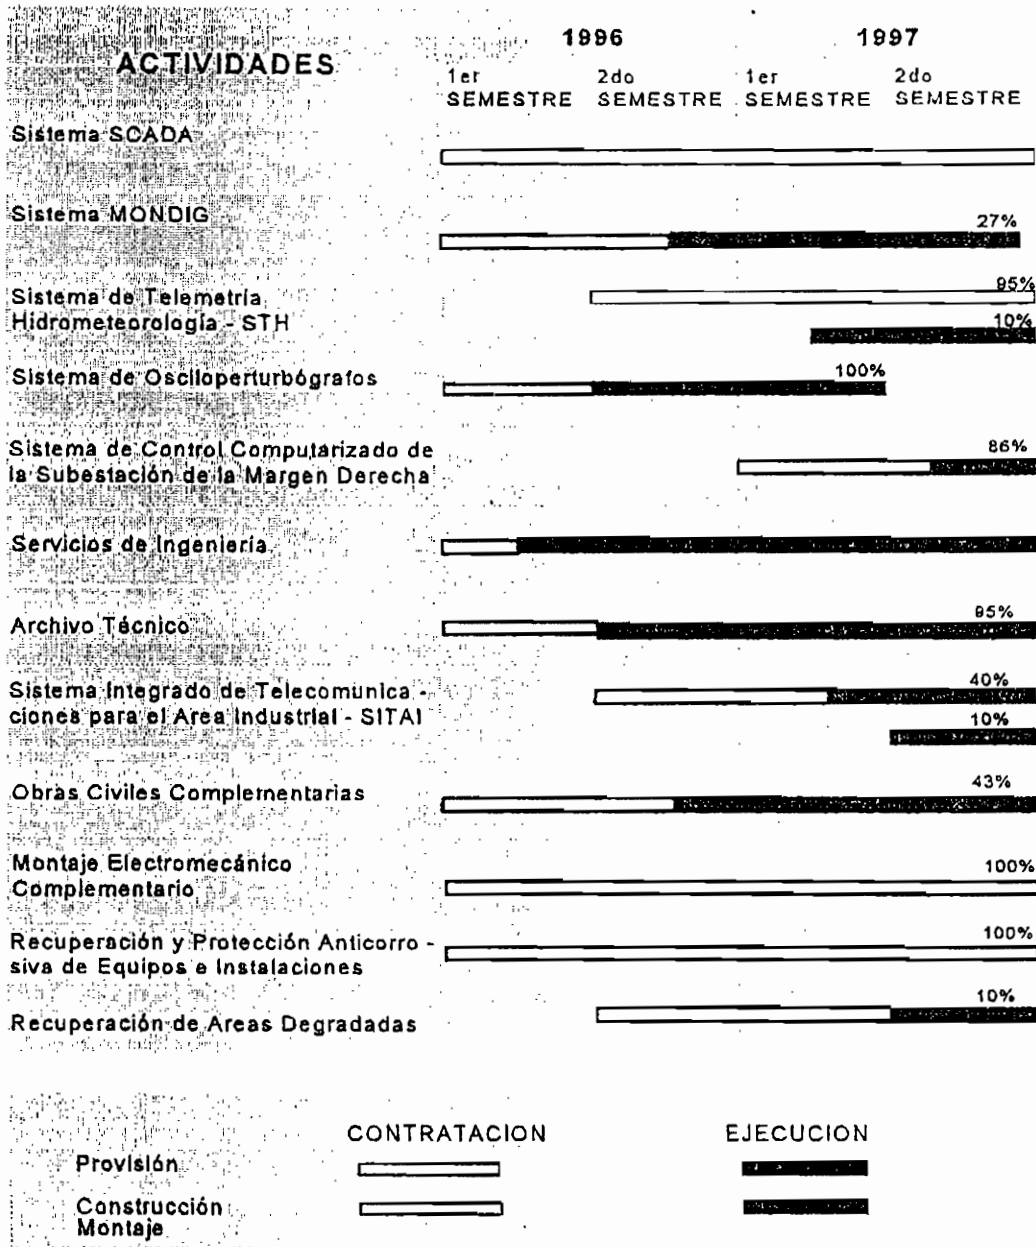 1996 1997
ACTIVIDADES
1er 2do 1er 2do
SEMESTRE SEMESTRE SEMESTRE SEMESTRE
Sistema SCADA
Sistema MONDIG
27%
Sistema de Telemetría
95%
Hidrometeorología - STH
10%
Sistema de Osciloperturbógrafos
100%
Sistema de Control Computarizado de
86%
la Subestación de la Margen Derecha
Servicios de Ingeniería
Archivo Técnico
95%
Sistema Integrado de Telecomunica -
40%
ciones para el Area Industrial - SITAI
10%
Obras Civiles Complementarias
43%
Montaje Electromecánico
100%
Complementario
Recuperación y Protección Anticorro -
100%
siva de Equipos e Instalaciones
10%
Recuperación de Areas Degradadas
CONTRATACION EJECUCION
Provisión
Construcción
Montaje